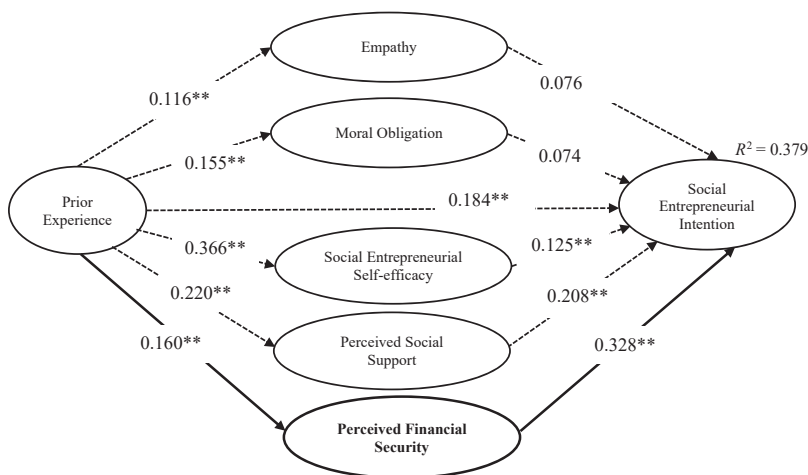 Empathy
0.116**
0.076
Moral Obligation
0.155**
0.074
R² = 0.379
Prior
Experience
0.184**
Social
Entrepreneurial
Intention
0.366**
Social Entrepreneurial
Self-efficacy
0.125**
0.220**
0.208**
Perceived Social
Support
0.160**
0.328**
Perceived Financial
Security